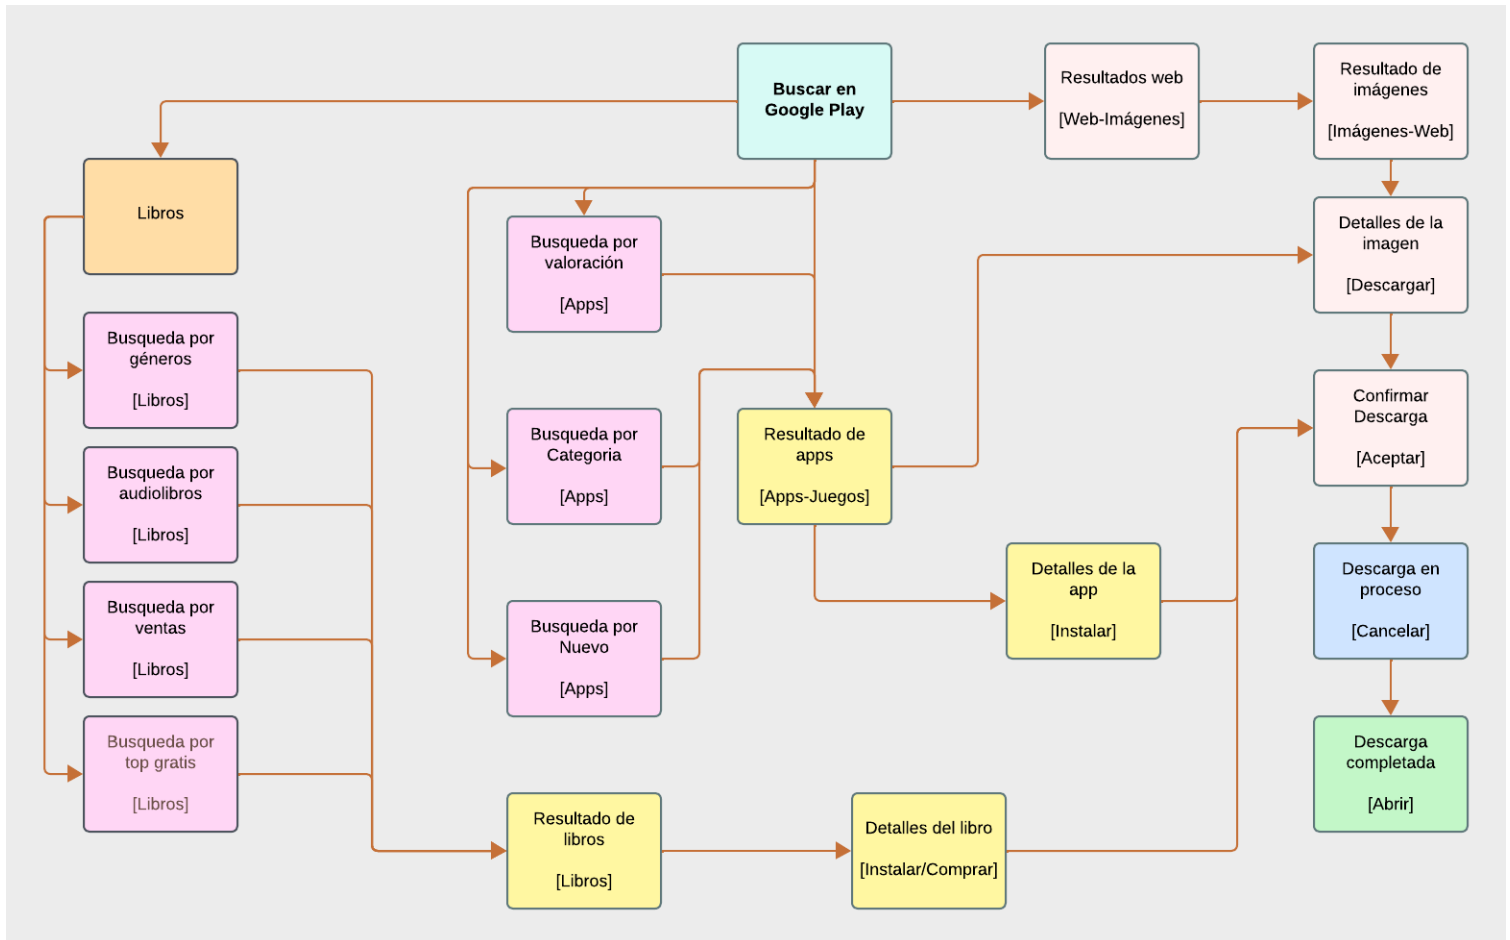 Buscar en
Google Play
Resultados web
[Web-Imágenes]
Resultado de
imágenes
[Imágenes-Web]
Libros
Busqueda por
valoración
[Apps]
Detalles de la
imagen
[Descargar]
Busqueda por
géneros
[Libros]
Busqueda por
Categoria
[Apps]
Resultado de
apps
[Apps-Juegos]
Confirmar
Descarga
[Aceptar]
Busqueda por
audiolibros
[Libros]
Busqueda por
ventas
[Libros]
Busqueda por
Nuevo
[Apps]
Detalles de la
app
[Instalar]
Descarga en
proceso
[Cancelar]
Busqueda por
top gratis
[Libros]
Resultado de
libros
[Libros]
Detalles del libro
[Instalar/Comprar]
Descarga
completada
[Abrir]